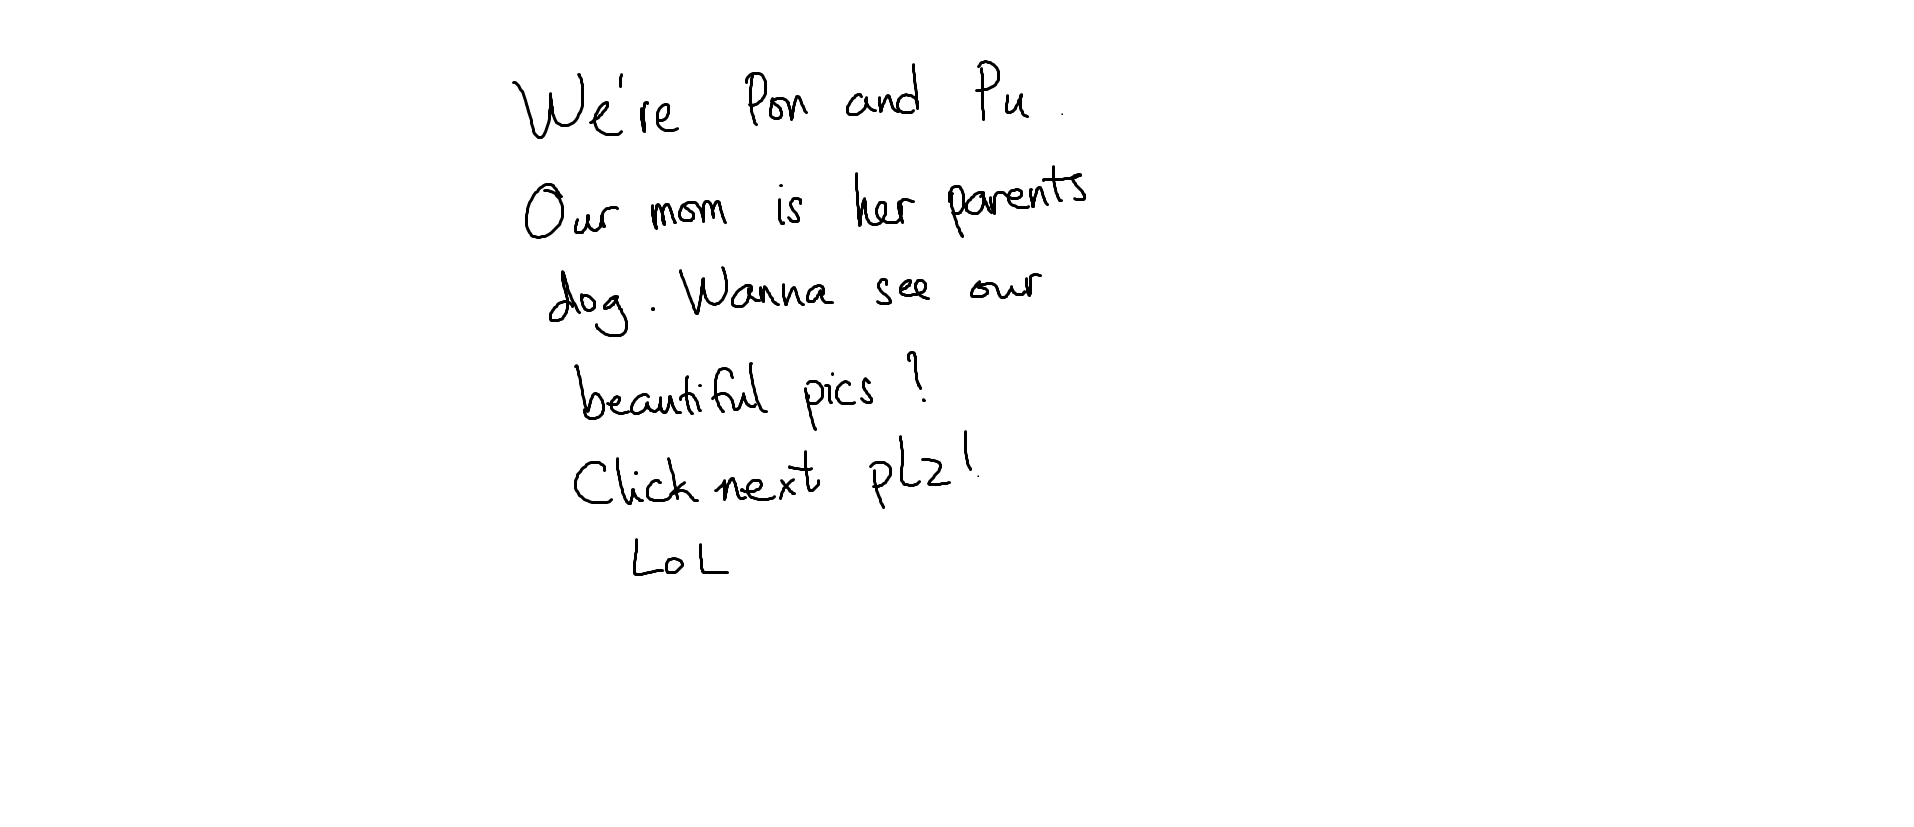 We're Pon and Pu.
Our mom is her parents
dog. Wanna see our
beautiful pics?
Click next plz!
LoL